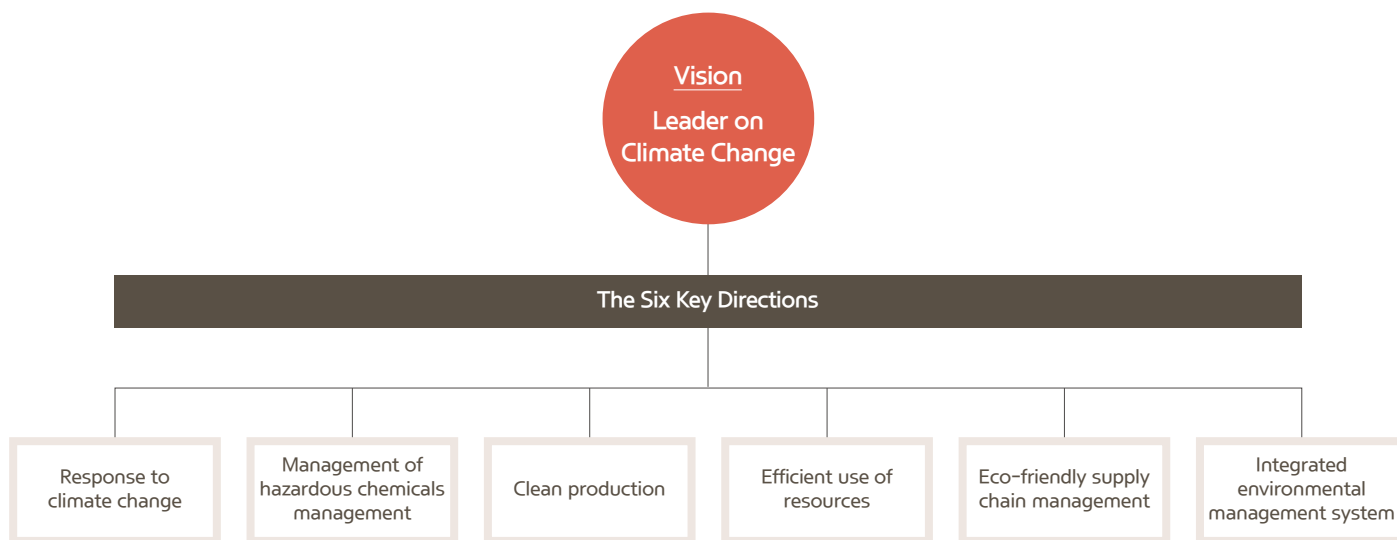 Vision
Leader on
Climate Change
The Six Key Directions
Response to
climate change
Management of
hazardous chemicals
management
Clean production
Efficient use of
resources
Eco-friendly supply
chain management
Integrated
environmental
management system